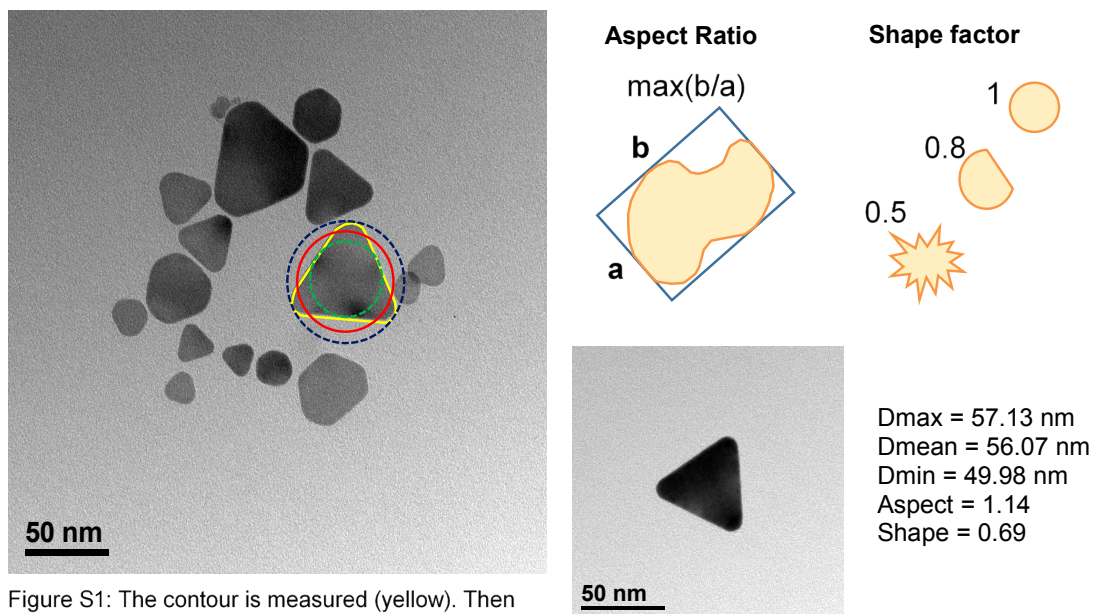 Aspect Ratio
max(b/a)
b
a
Shape factor
1
0.8
0.5
50 nm
50 nm
Dmax = 57.13 nm
Dmean = 56.07 nm
Dmin = 49.98 nm
Aspect = 1.14
Shape = 0.69
Figure S1: The contour is measured (yellow). Then